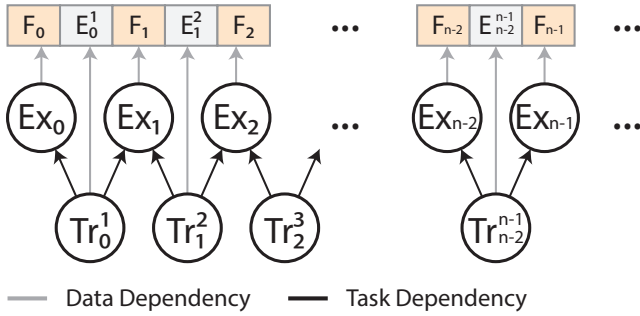 F₀ E₀¹ F₁ E₁² F₂ ... Fₙ₋₂ Eₙ₋₂ⁿ⁻¹ Fₙ₋₁ ...
Ex₀ Ex₁ Ex₂ ... Exₙ₋₂ Exₙ₋₁ ...
Tr₀¹ Tr₁² Tr₂³ Trₙ₋₂ⁿ⁻¹
Data Dependency Task Dependency